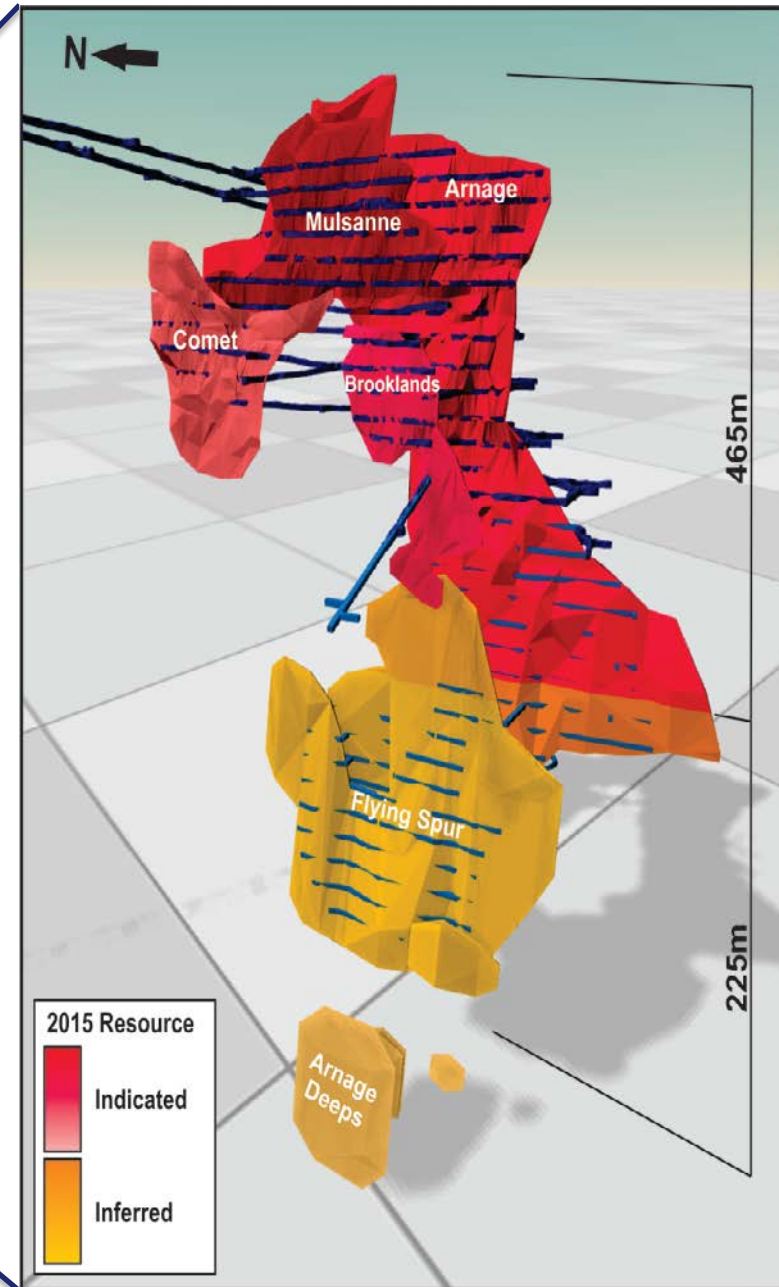 N
Arnage
Mulsanne
Comet
Brooklands
465m
Flying Spur
225m
Arnage
Deeps
2015 Resource
Indicated
Inferred